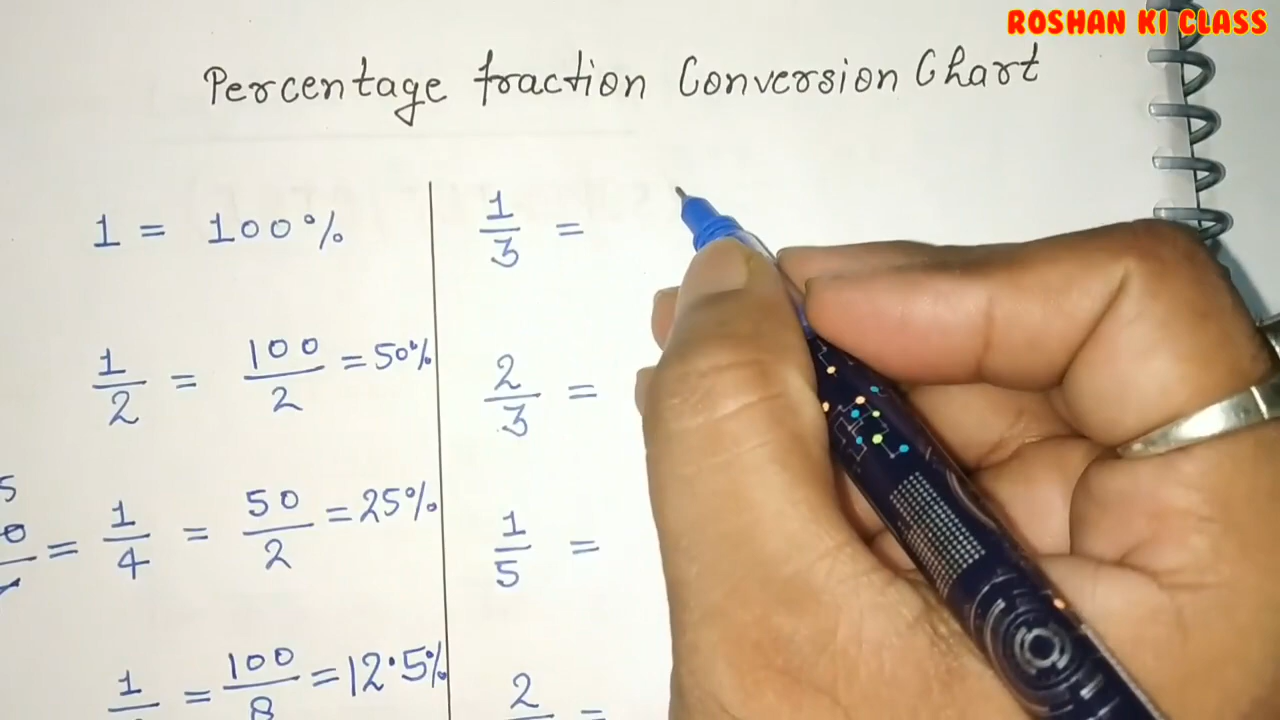 ROSHAN KI CLASS
Percentage fraction Conversion Chart
1 = 100%
1/2 = 100/2 = 50%
= 1/4 = 50/2 = 25%
1/ = 100/8 = 12.5%
1/3 =
2/3 =
1/5 =
2/ =